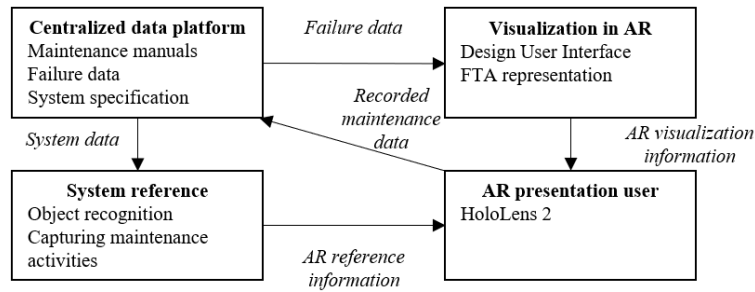 Centralized data platform
Maintenance manuals
Failure data
System specification
Failure data
Visualization in AR
Design User Interface
FTA representation
Recorded
maintenance
data
System data
AR visualization
information
System reference
Object recognition
Capturing maintenance
activities
AR reference
information
AR presentation user
HoloLens 2